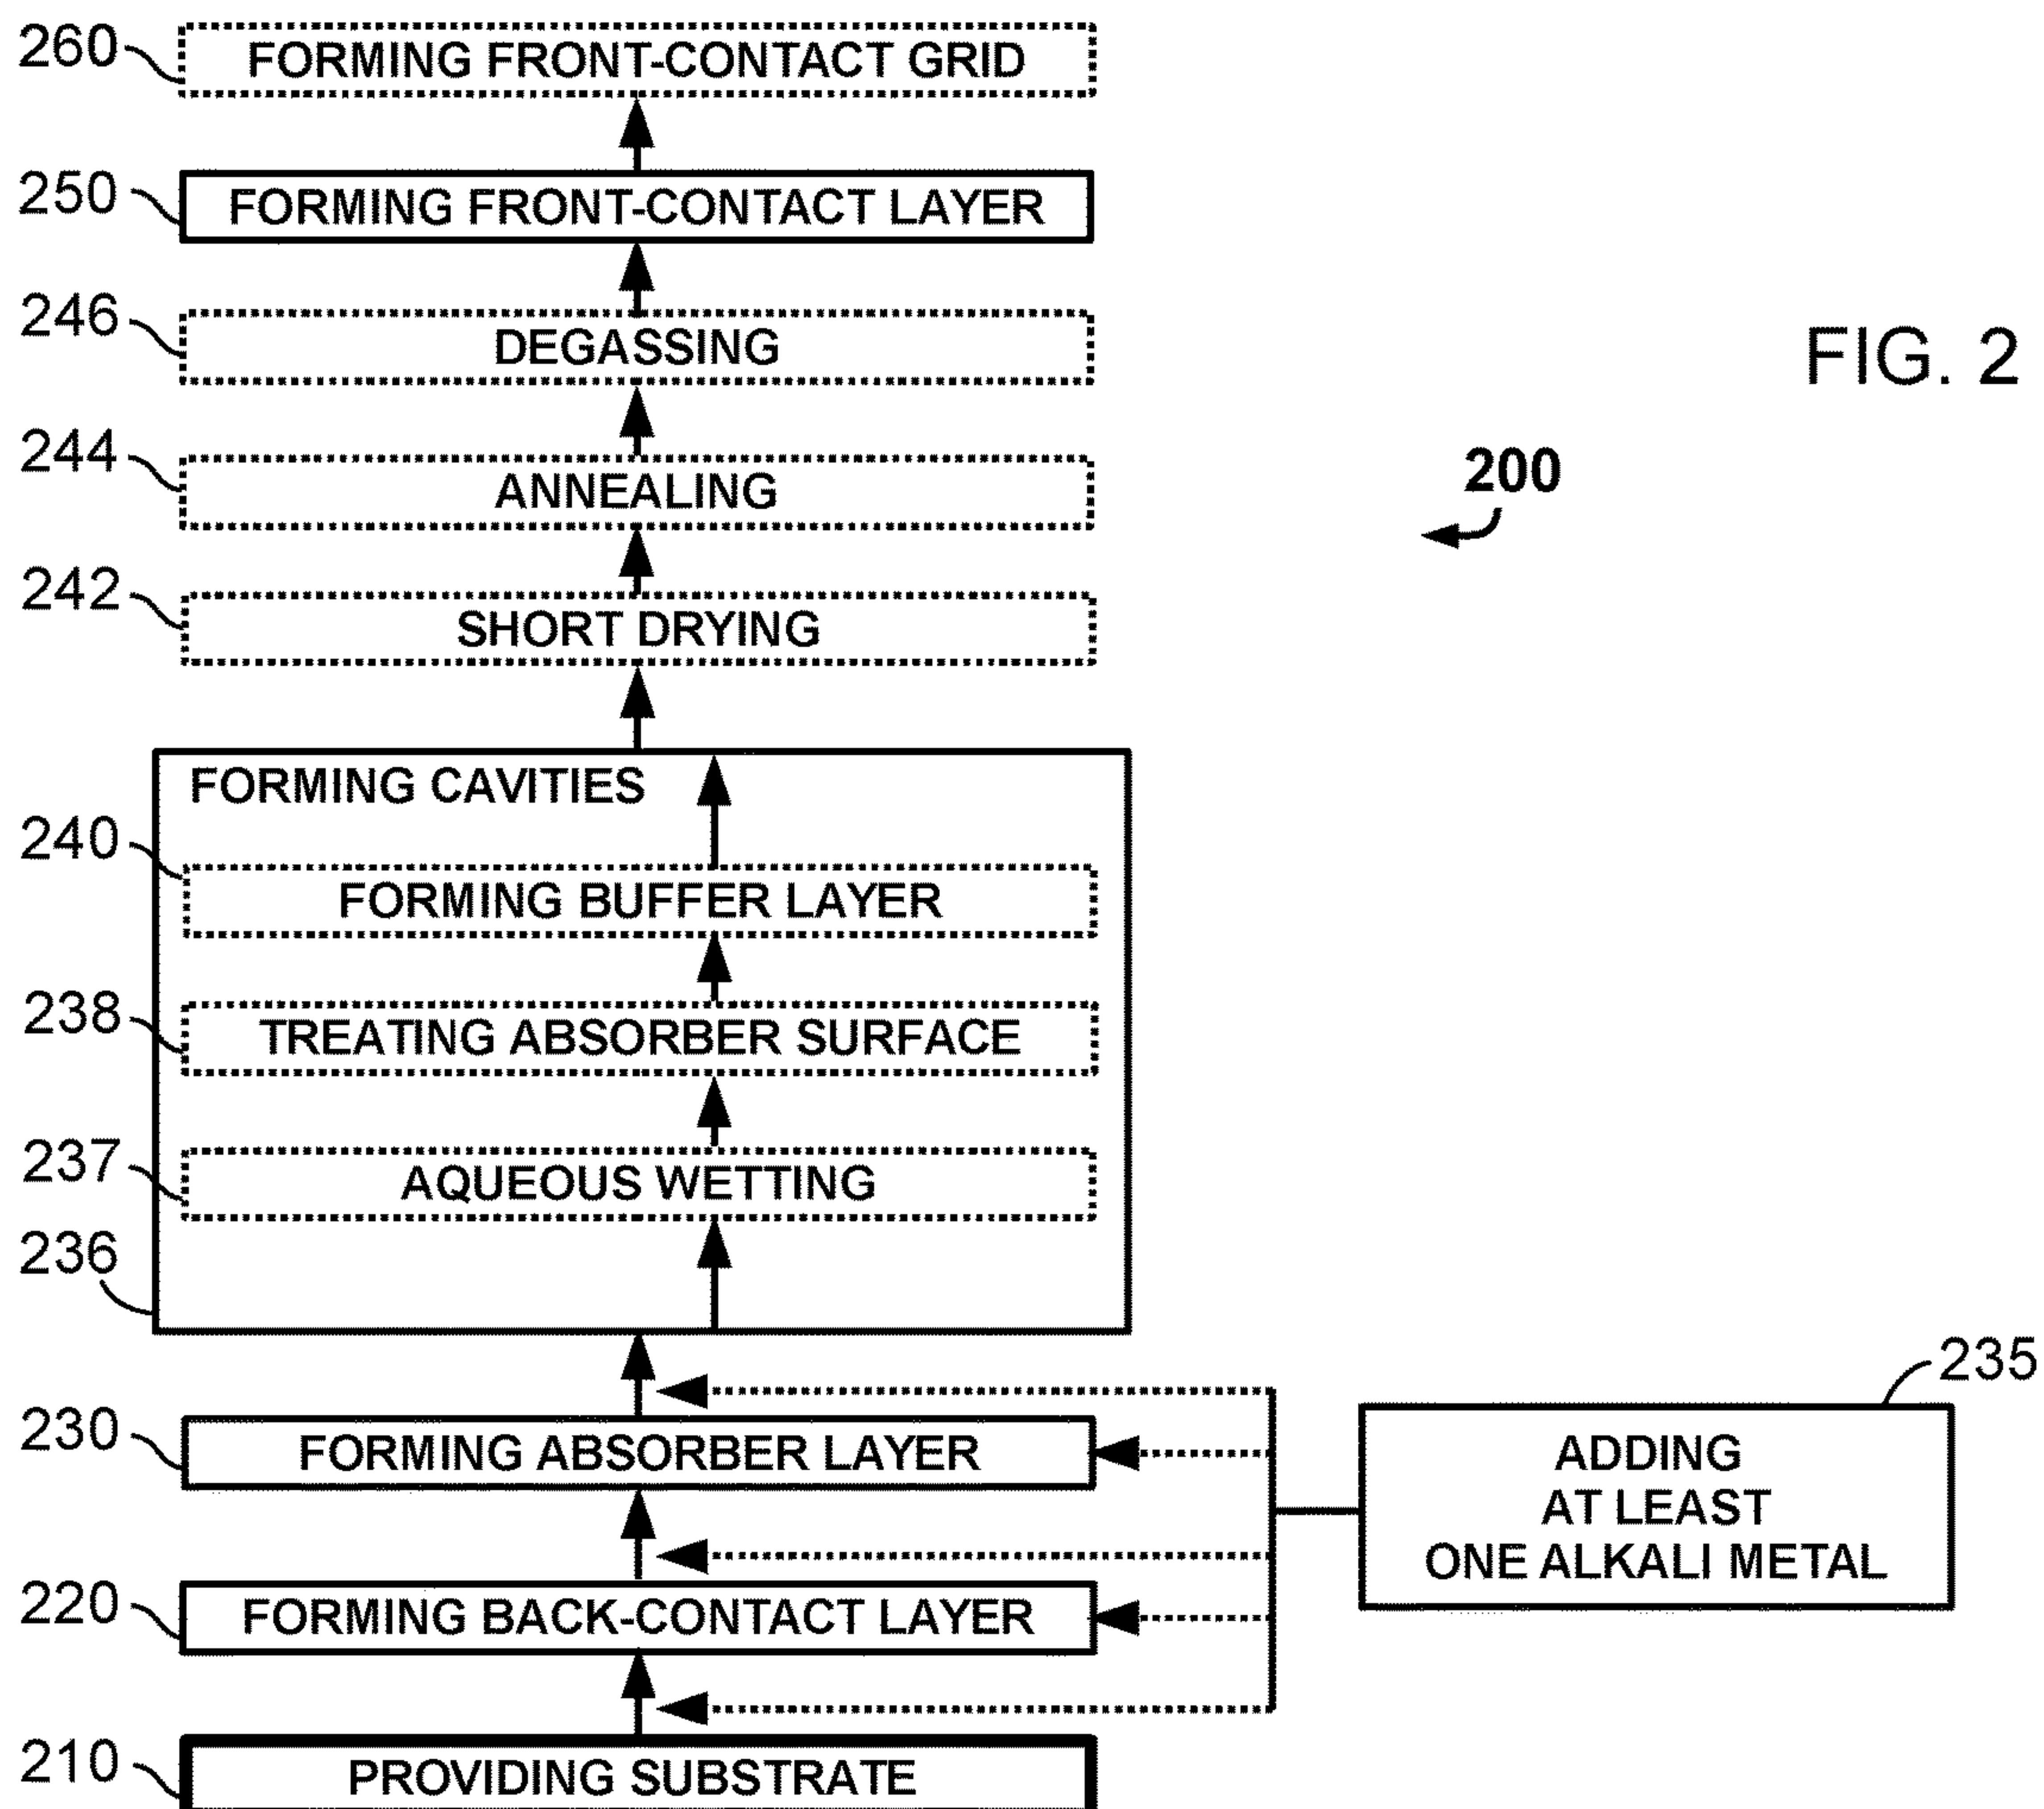 260
FORMING FRONT-CONTACT GRID
250
FORMING FRONT-CONTACT LAYER
246
DEGASSING
FIG. 2
244
ANNEALING
200
242
SHORT DRYING
FORMING CAVITIES
240
FORMING BUFFER LAYER
238
TREATING ABSORBER SURFACE
237
AQUEOUS WETTING
236
235
230
FORMING ABSORBER LAYER
ADDING
AT LEAST
ONE ALKALI METAL
220
FORMING BACK-CONTACT LAYER
210
PROVIDING SUBSTRATE